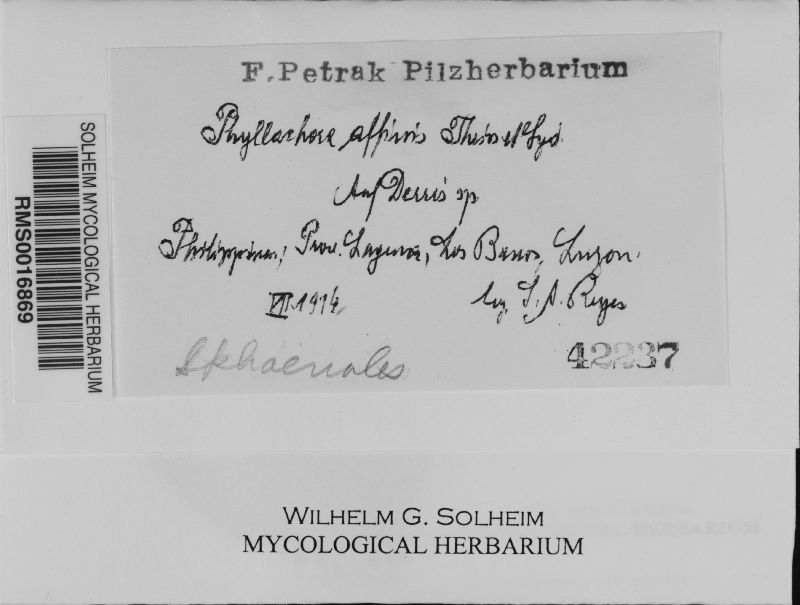 F. Petrak Pilzherbarium
Phyllachora affinis Theiss et Syd.
Auf Derris sp.
Philippinen; Prov. Laguna, Los Banos, Luzon.
VII. 1914. leg. S. A. Reyes
Sphaeriales
42237
SOLHEIM MYCOLOGICAL HERBARIUM
RMS0016869
WILHELM G. SOLHEIM
MYCOLOGICAL HERBARIUM